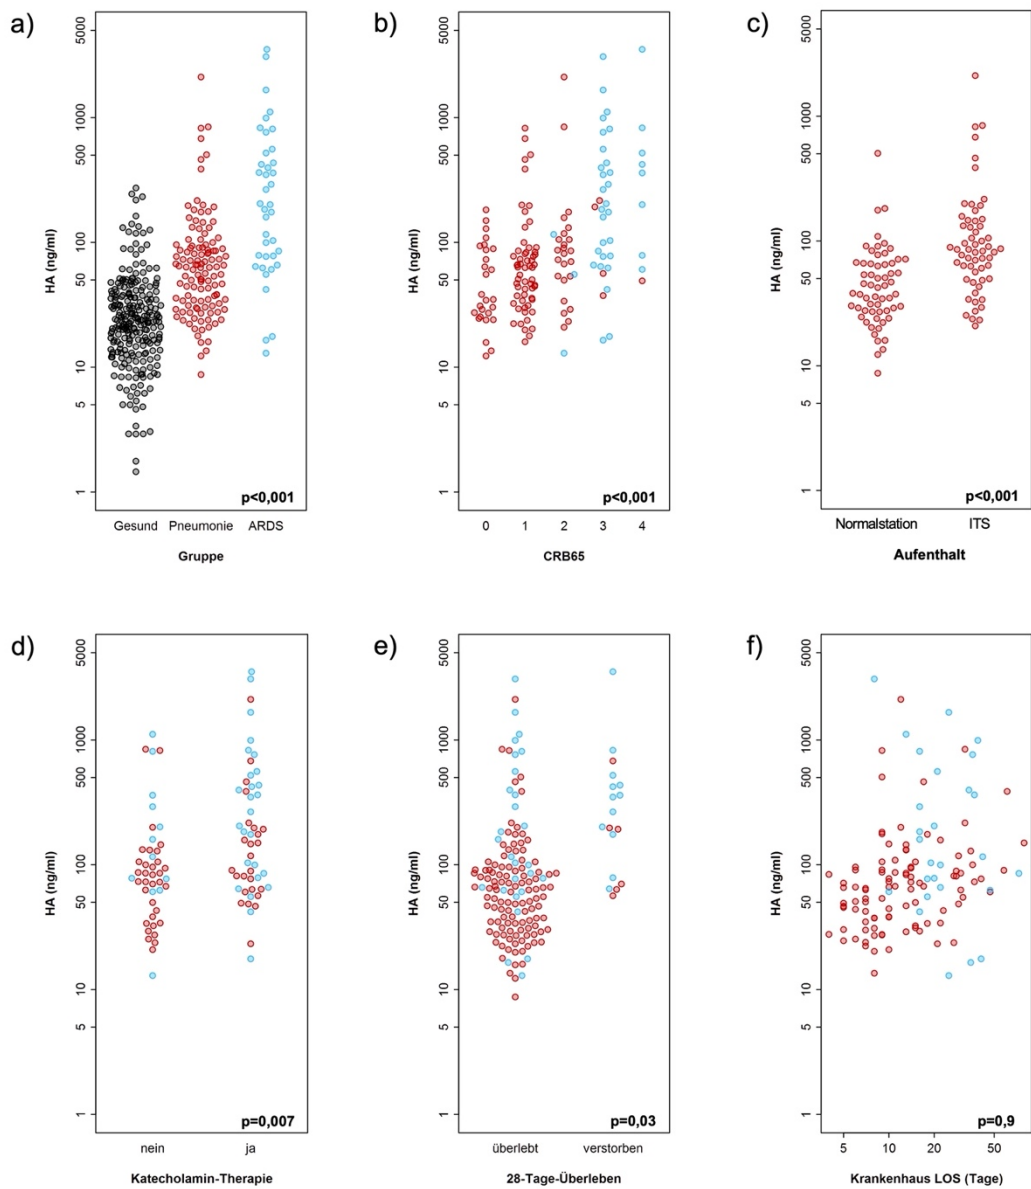 a)
HA (ng/ml)
5000
1000
500
100
50
10
5
1
p<0,001
Gesund Pneumonie ARDS
Gruppe
b)
HA (ng/ml)
5000
1000
500
100
50
10
5
1
p<0,001
0 1 2 3 4
CRB65
c)
HA (ng/ml)
5000
1000
500
100
50
10
5
1
p<0,001
Normalstation ITS
Aufenthalt
d)
HA (ng/ml)
5000
1000
500
100
50
10
5
1
p=0,007
nein ja
Katecholamin-Therapie
e)
HA (ng/ml)
5000
1000
500
100
50
10
5
1
p=0,03
überlebt verstorben
28-Tage-Überleben
f)
HA (ng/ml)
5000
1000
500
100
50
10
5
1
p=0,9
5 10 20 50
Krankenhaus LOS (Tage)